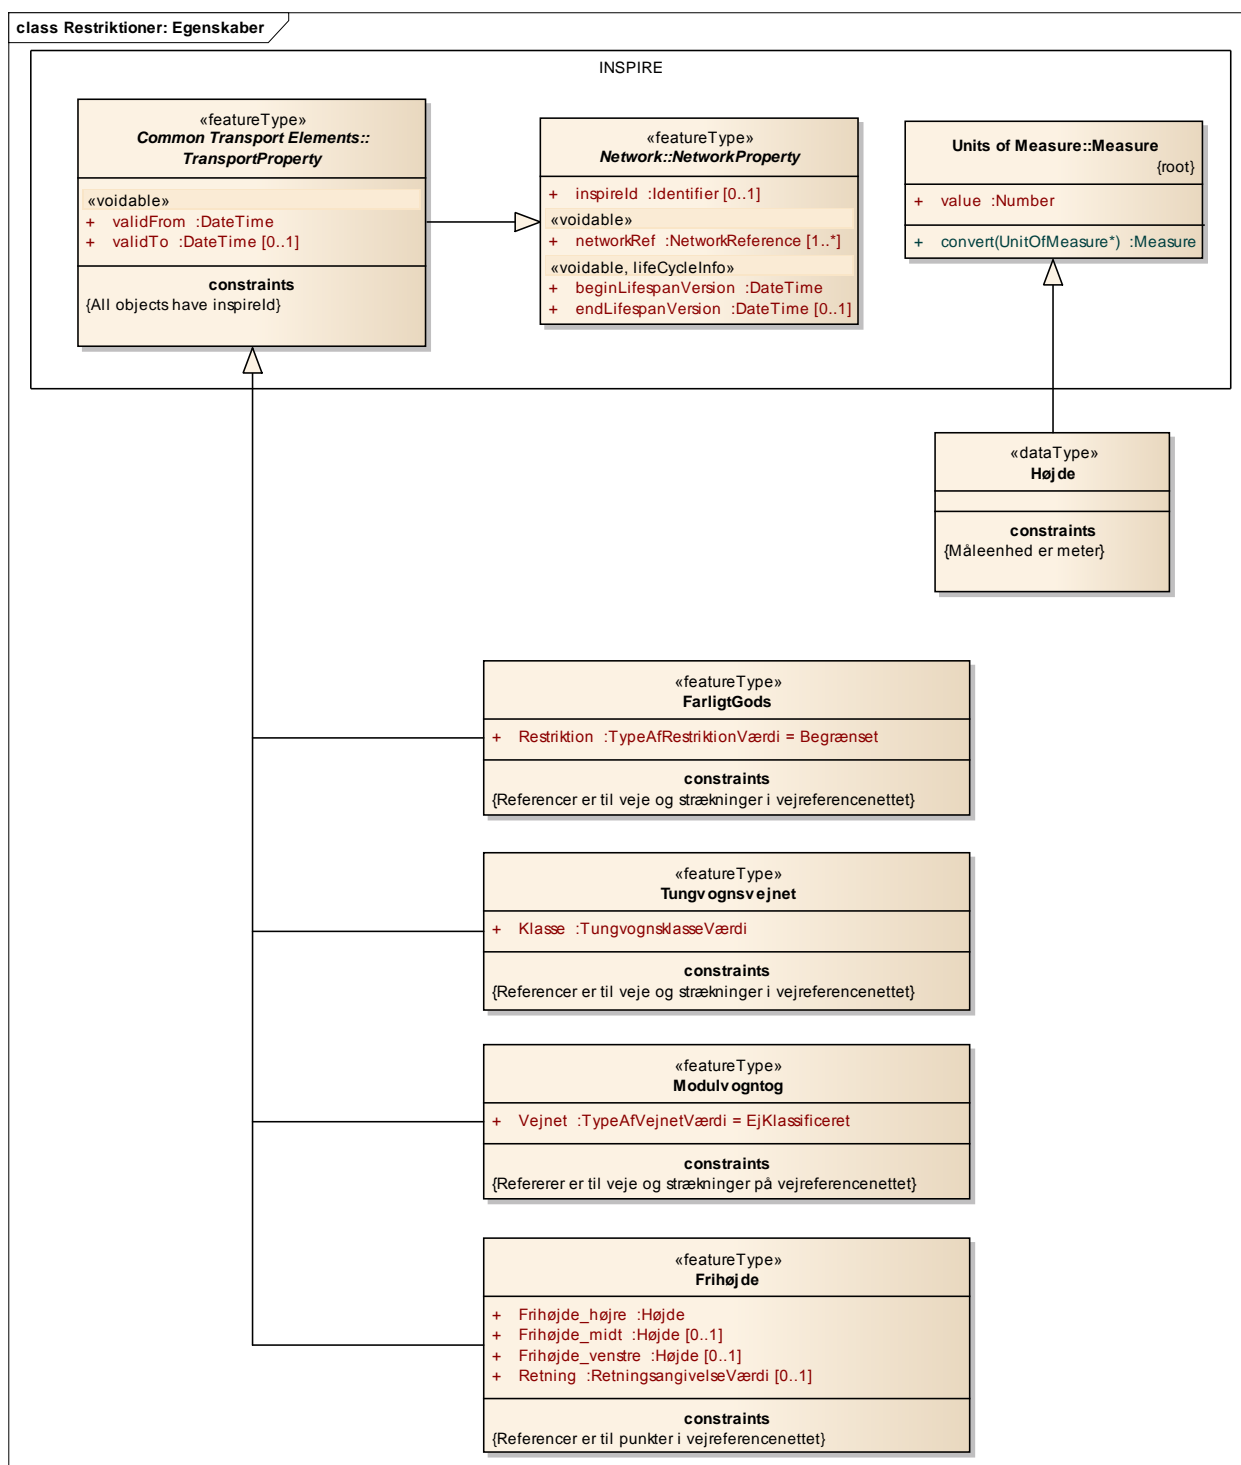 class Restriktioner: Egenskaber
INSPIRE
«featureType»
Common Transport Elements::
TransportProperty
«voidable»
+ validFrom :DateTime
+ validTo :DateTime [0..1]
constraints
{All objects have inspireId}
«featureType»
Network::NetworkProperty
+ inspireId :Identifier [0..1]
«voidable»
+ networkRef :NetworkReference [1..*]
«voidable, lifeCycleInfo»
+ beginLifespanVersion :DateTime
+ endLifespanVersion :DateTime [0..1]
Units of Measure::Measure
{root}
+ value :Number
+ convert(UnitOfMeasure*) :Measure
«dataType»
Højde
constraints
{Måleenhed er meter}
«featureType»
FarligtGods
+ Restriktion :TypeAfRestriktionVærdi = Begrænset
constraints
{Referencer er til veje og strækninger i vejreferencenettet}
«featureType»
Tungvognsvejnet
+ Klasse :TungvognsklasseVærdi
constraints
{Referencer er til veje og strækninger i vejreferencenettet}
«featureType»
Modulvogntog
+ Vejnet :TypeAfVejnetVærdi = EjKlassificeret
constraints
{Refererer er til veje og strækninger på vejreferencenettet}
«featureType»
Frihøjde
+ Frihøjde_højre :Højde
+ Frihøjde_midt :Højde [0..1]
+ Frihøjde_venstre :Højde [0..1]
+ Retning :RetningsangivelseVærdi [0..1]
constraints
{Referencer er til punkter i vejreferencenettet}